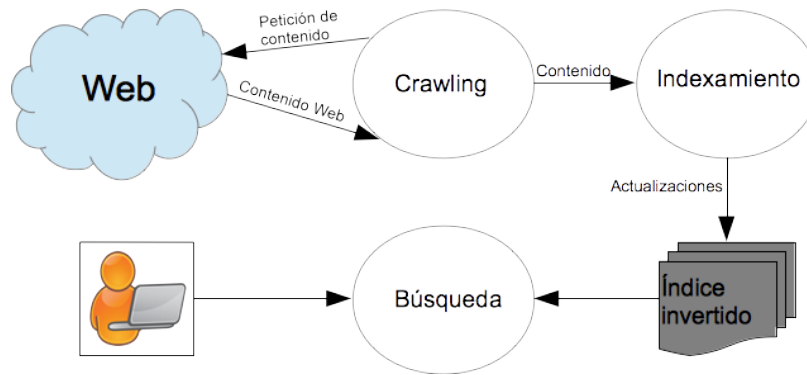 Petición de
contenido
Web
Crawling
Contenido
Indexamiento
Contenido Web
Actualizaciones
Búsqueda
Índice
invertido